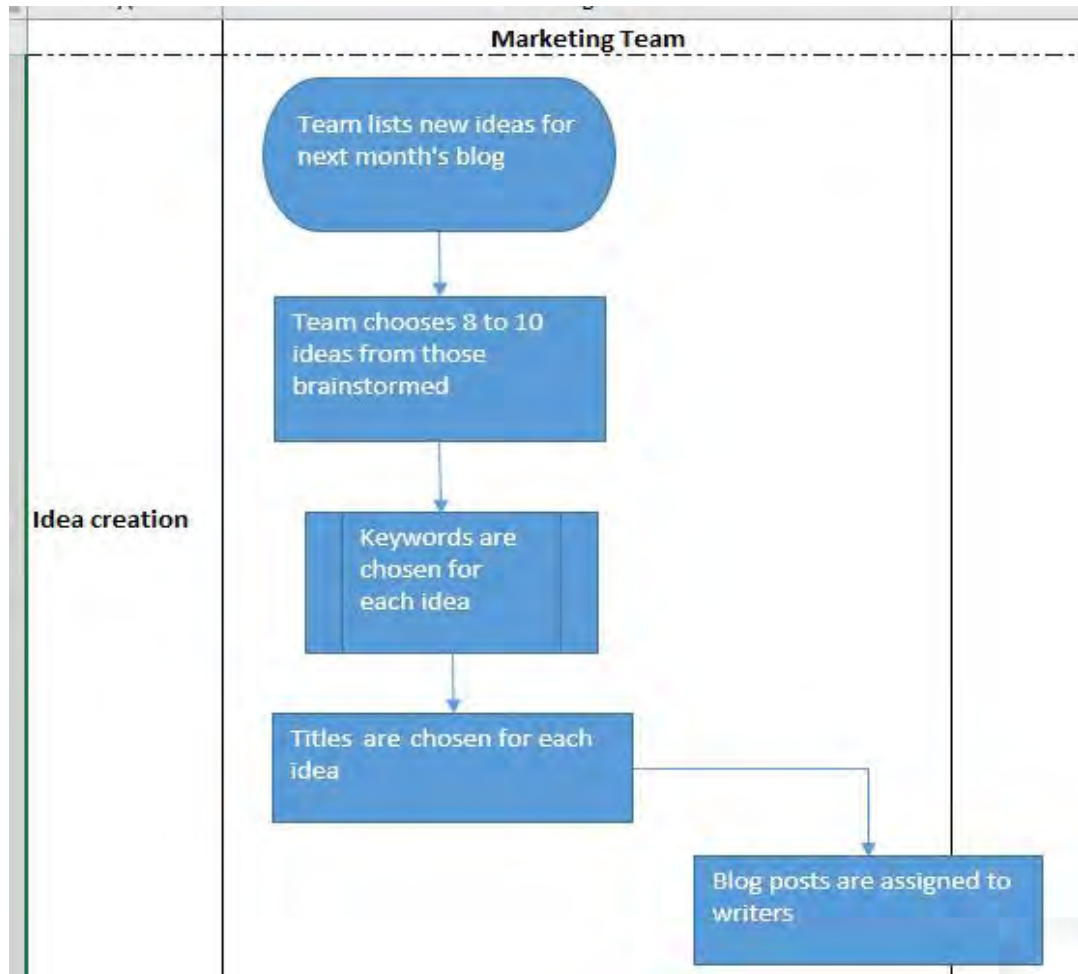 Marketing Team
Team lists new ideas for
next month's blog
Team chooses 8 to 10
ideas from those
brainstormed
Idea creation
Keywords are
chosen for
each idea
Titles are chosen for each
idea
Blog posts are assigned to
writers